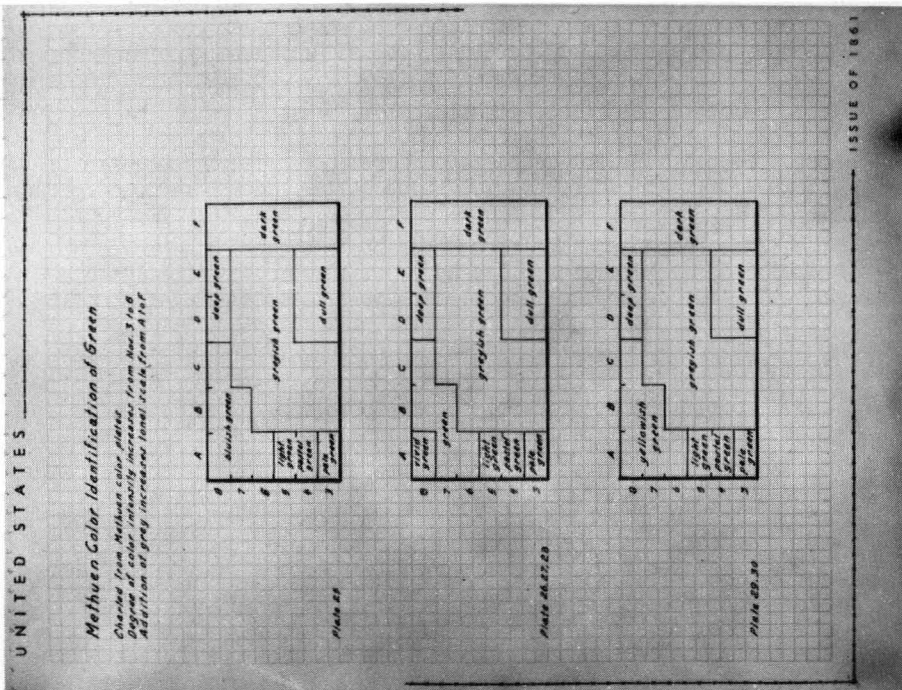 UNITED STATES
ISSUE OF 1861
Methuen Color Identification of Green
Charted from Methuen color plates
Degree of color intensity increases from Nos. 3 to 8
Addition of grey increases tonal scale from A to F
A B C D E F
8
7
6
5
4
3
bluish green
deep green
dark
green
greyish green
light
green
pastel
green
pale
green
dull green
Plate 25
A B C D E F
8
7
6
5
4
3
vivid
green
deep green
green
dark
green
greyish green
light
green
pastel
green
pale
green
dull green
Plate 26,27,28
A B C D E F
8
7
6
5
4
3
yellowish
green
deep green
dark
green
greyish green
light
green
pastel
green
pale
green
dull green
Plate 29,30